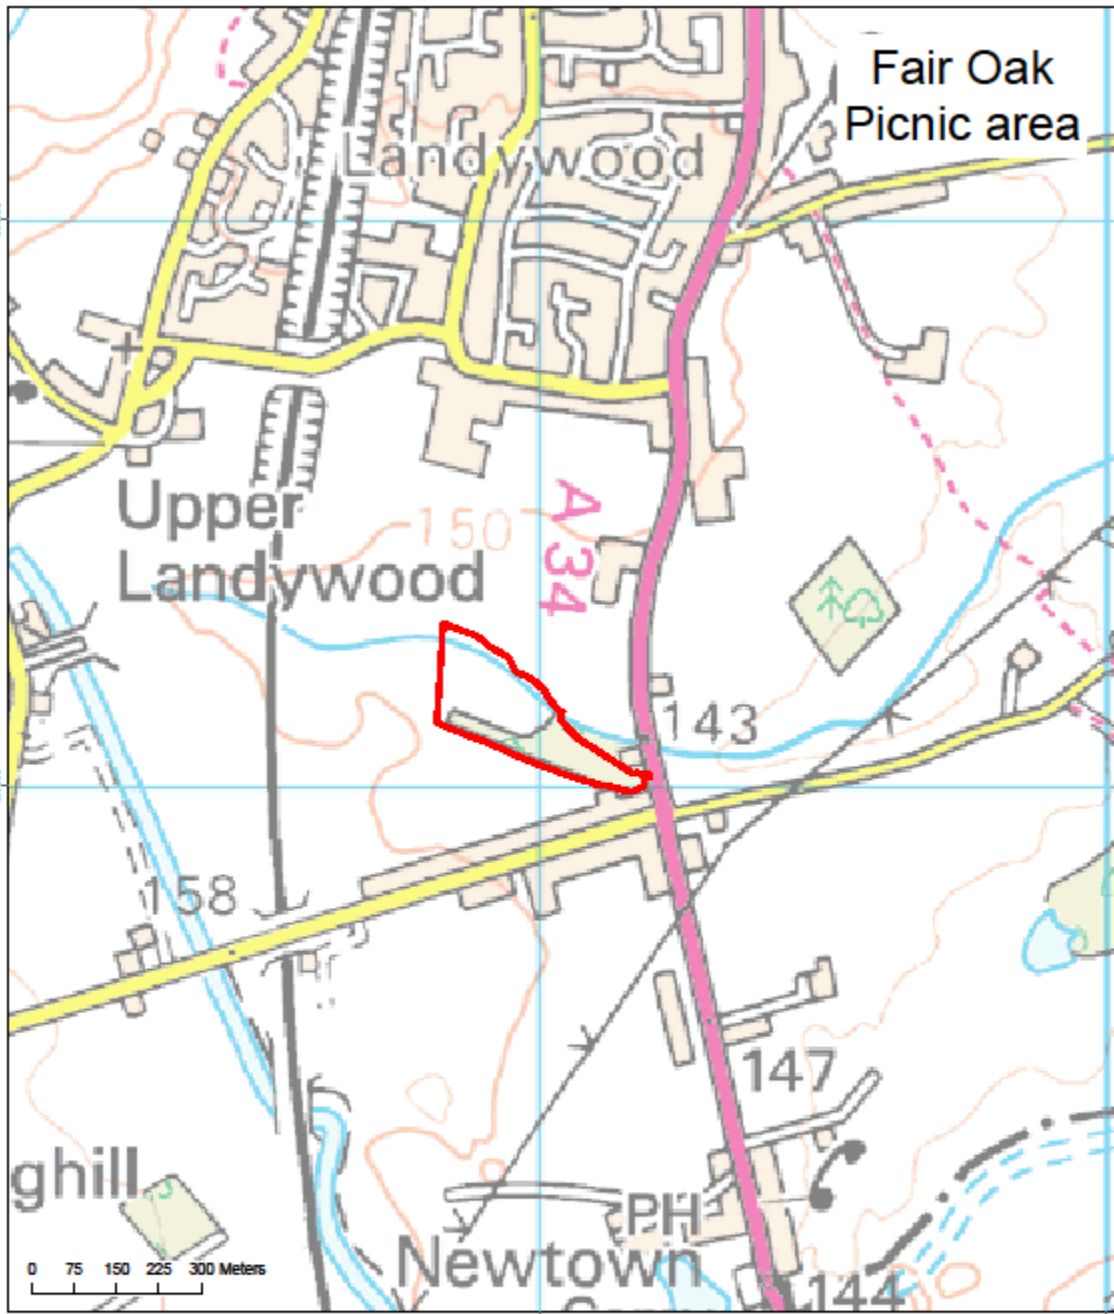 Fair Oak
Picnic area
Landywood
Upper
Landywood
150
A 34
143
158
147
ghill
PH
Newtown
144
0 75 150 225 300 Meters